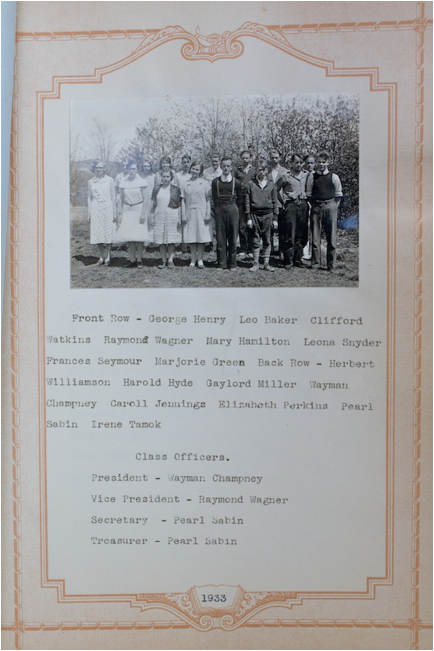 Front Row - George Henry Leo Baker Clifford
Watkins Raymond Wagner Mary Hamilton Leona Snyder
Frances Seymour Marjorie Green Back Row - Herbert
Williamson Harold Hyde Gaylord Miller Wayman
Champney Caroll Jennings Elizabeth Perkins Pearl
Sabin Irene Tamok
Class Officers.
President - Wayman Champney
Vice President - Raymond Wagner
Secretary - Pearl Sabin
Treasurer - Pearl Sabin
1933